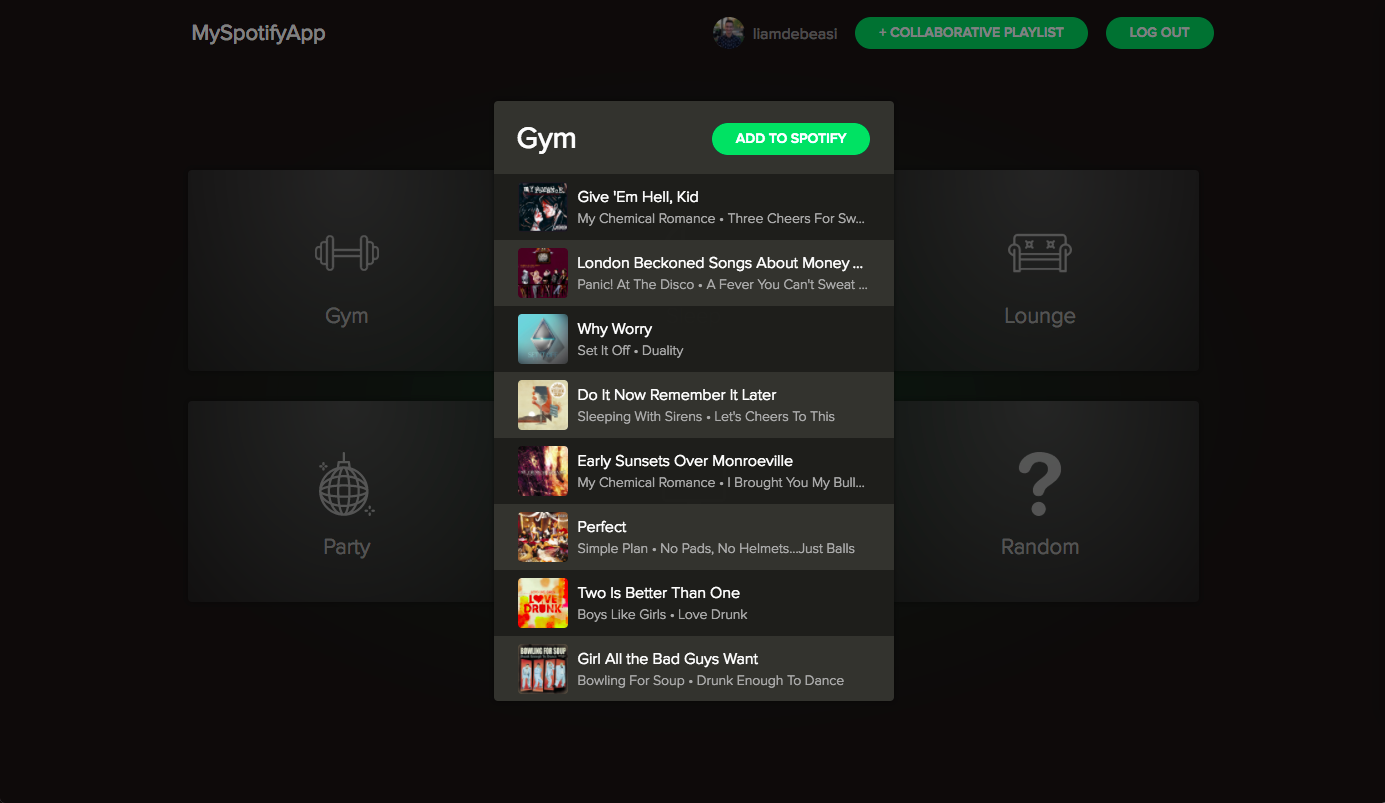 MySpotifyApp
liamdebeasi
+ COLLABORATIVE PLAYLIST
LOG OUT
Gym
ADD TO SPOTIFY
Give 'Em Hell, Kid
My Chemical Romance • Three Cheers For Sw...
London Beckoned Songs About Money ...
Panic! At The Disco • A Fever You Can't Sweat ...
Why Worry
Set It Off • Duality
Do It Now Remember It Later
Sleeping With Sirens • Let's Cheers To This
Early Sunsets Over Monroeville
My Chemical Romance • I Brought You My Bull...
Perfect
Simple Plan • No Pads, No Helmets...Just Balls
Two Is Better Than One
Boys Like Girls • Love Drunk
LOVE
DRUNK
Girl All the Bad Guys Want
Bowling For Soup • Drunk Enough To Dance
BOWLING FOR SOUP
Gym
Lounge
Party
Random